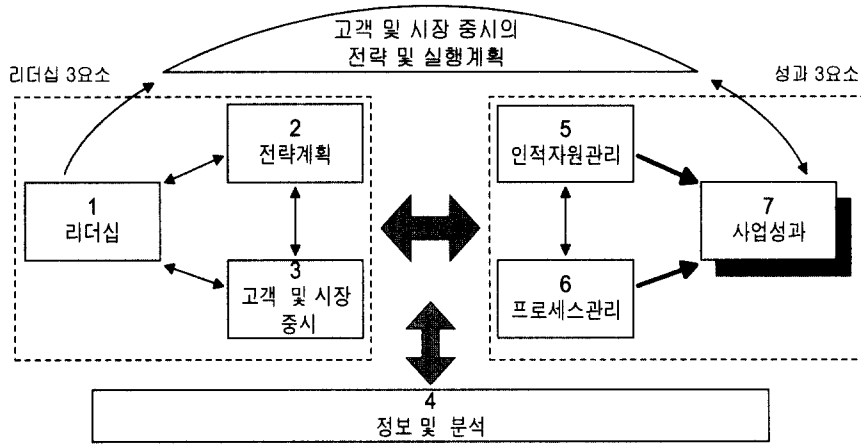 고객 및 시장 중시의
전략 및 실행계획
리더십 3요소
성과 3요소
2
전략계획
5
인적자원관리
1
리더십
7
사업성과
3
고객 및 시장
중시
6
프로세스관리
4
정보 및 분석